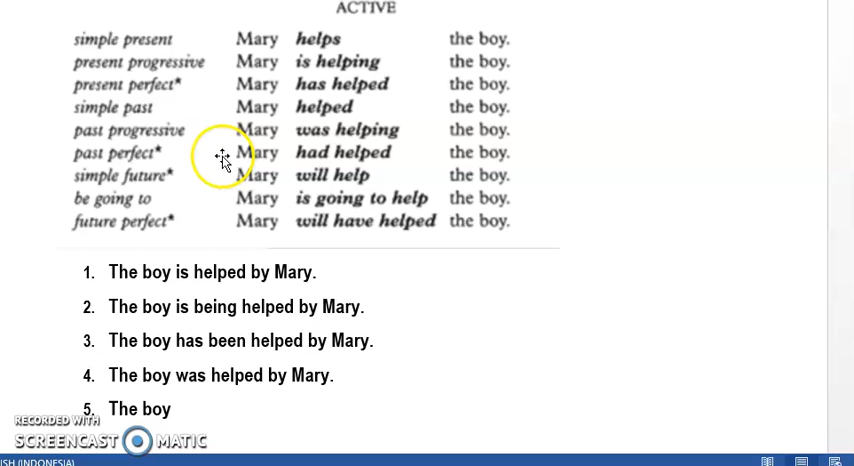 ACTIVE
simple present Mary helps the boy.
present progressive Mary is helping the boy.
present perfect* Mary has helped the boy.
simple past Mary helped the boy.
past progressive Mary was helping the boy.
past perfect* Mary had helped the boy.
simple future* Mary will help the boy.
be going to Mary is going to help the boy.
future perfect* Mary will have helped the boy.
1. The boy is helped by Mary.
2. The boy is being helped by Mary.
3. The boy has been helped by Mary.
4. The boy was helped by Mary.
5. The boy
RECORDED WITH
SCREENCAST MATIC
ISH (INDONESIA)